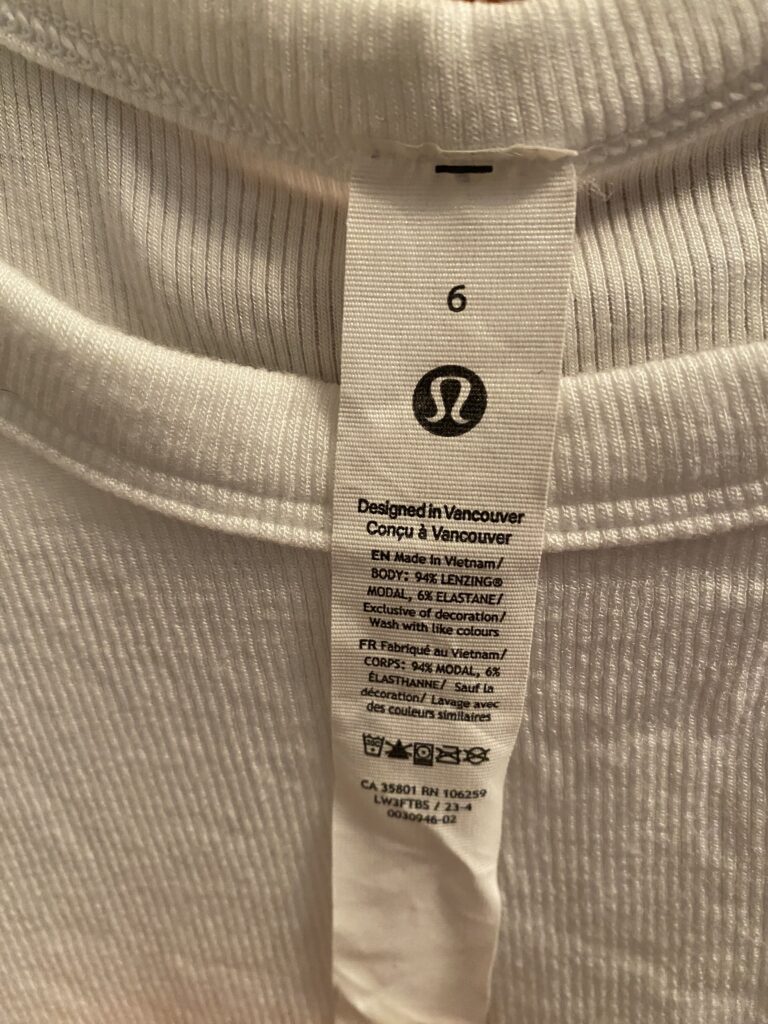 6
Designed in Vancouver
Conçu à Vancouver
EN Made in Vietnam/
BODY: 94% LENZING®
MODAL, 6% ELASTANE/
Exclusive of decoration/
Wash with like colours
FR Fabriqué au Vietnam/
CORPS: 94% MODAL, 6%
ÉLASTHANNE/ Sauf la
décoration/ Lavage avec
des couleurs similaires
CA 35801 RN 106259
LW3FTBS / 23-4
0030946-02